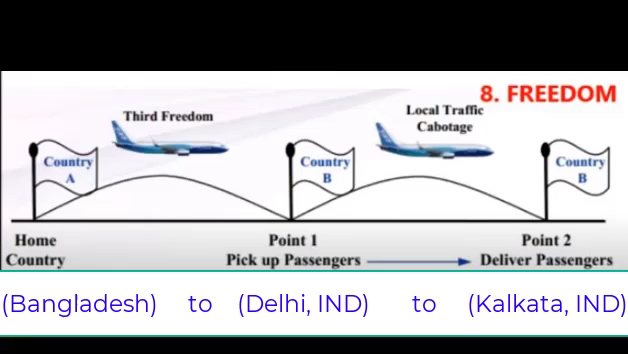 8. FREEDOM
Third Freedom
Local Traffic
Cabotage
Country
A
Country
B
Country
B
Home
Country
Point 1
Pick up Passengers
Point 2
Deliver Passengers
(Bangladesh) to (Delhi, IND) to (Kalkata, IND)